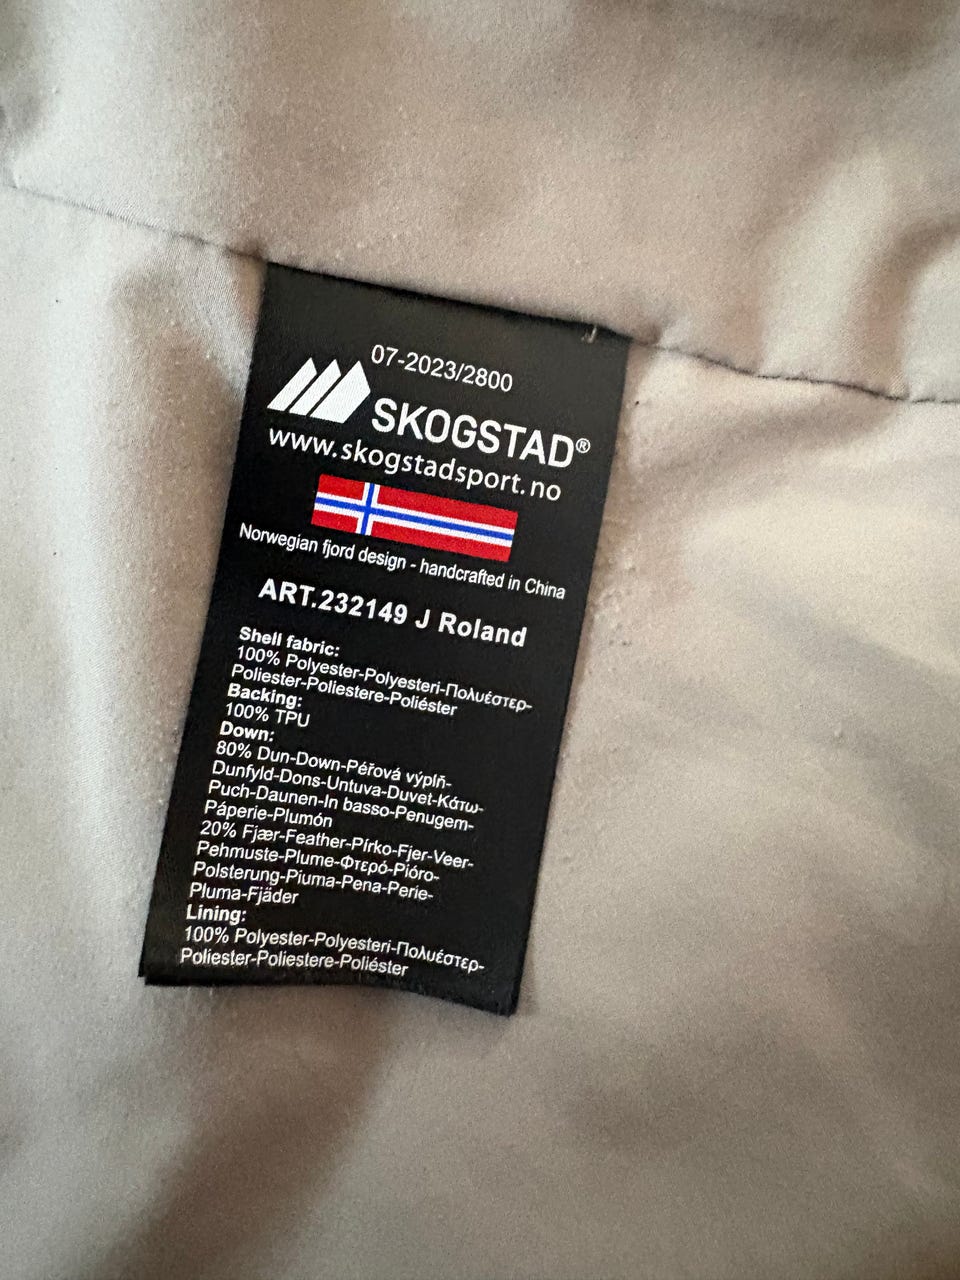 07-2023/2800
SKOGSTAD®
www.skogstadsport.no
Norwegian fjord design - handcrafted in China
ART.232149 J Roland
Shell fabric:
100% Polyester-Polyesteri-Πολυέστερ-
Poliester-Poliestere-Poliéster
Backing:
100% TPU
Down:
80% Dun-Down-Péřová výplň-
Dunfyld-Dons-Untuva-Duvet-Κάτω-
Puch-Daunen-In basso-Penugem-
Páperie-Plumón
20% Fjær-Feather-Pírko-Fjer-Veer-
Pehmuste-Plume-Φτερό-Pióro-
Polsterung-Piuma-Pena-Perie-
Pluma-Fjäder
Lining:
100% Polyester-Polyesteri-Πολυέστερ-
Poliester-Poliestere-Poliéster